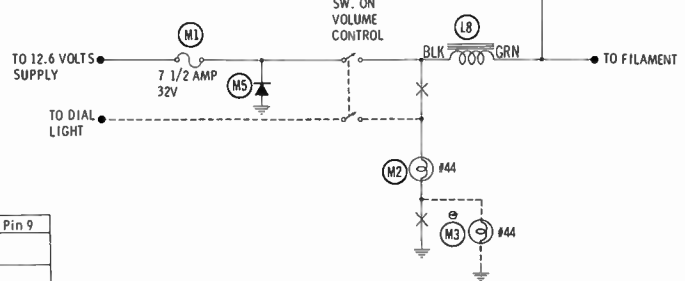 SW. ON
VOLUME
CONTROL
M1
L8
BLK
GRN
TO 12.6 VOLTS
SUPPLY
TO FILAMENT
7 1/2 AMP
32V
M5
TO DIAL
LIGHT
M2
#44
M3
#44
Pin 9